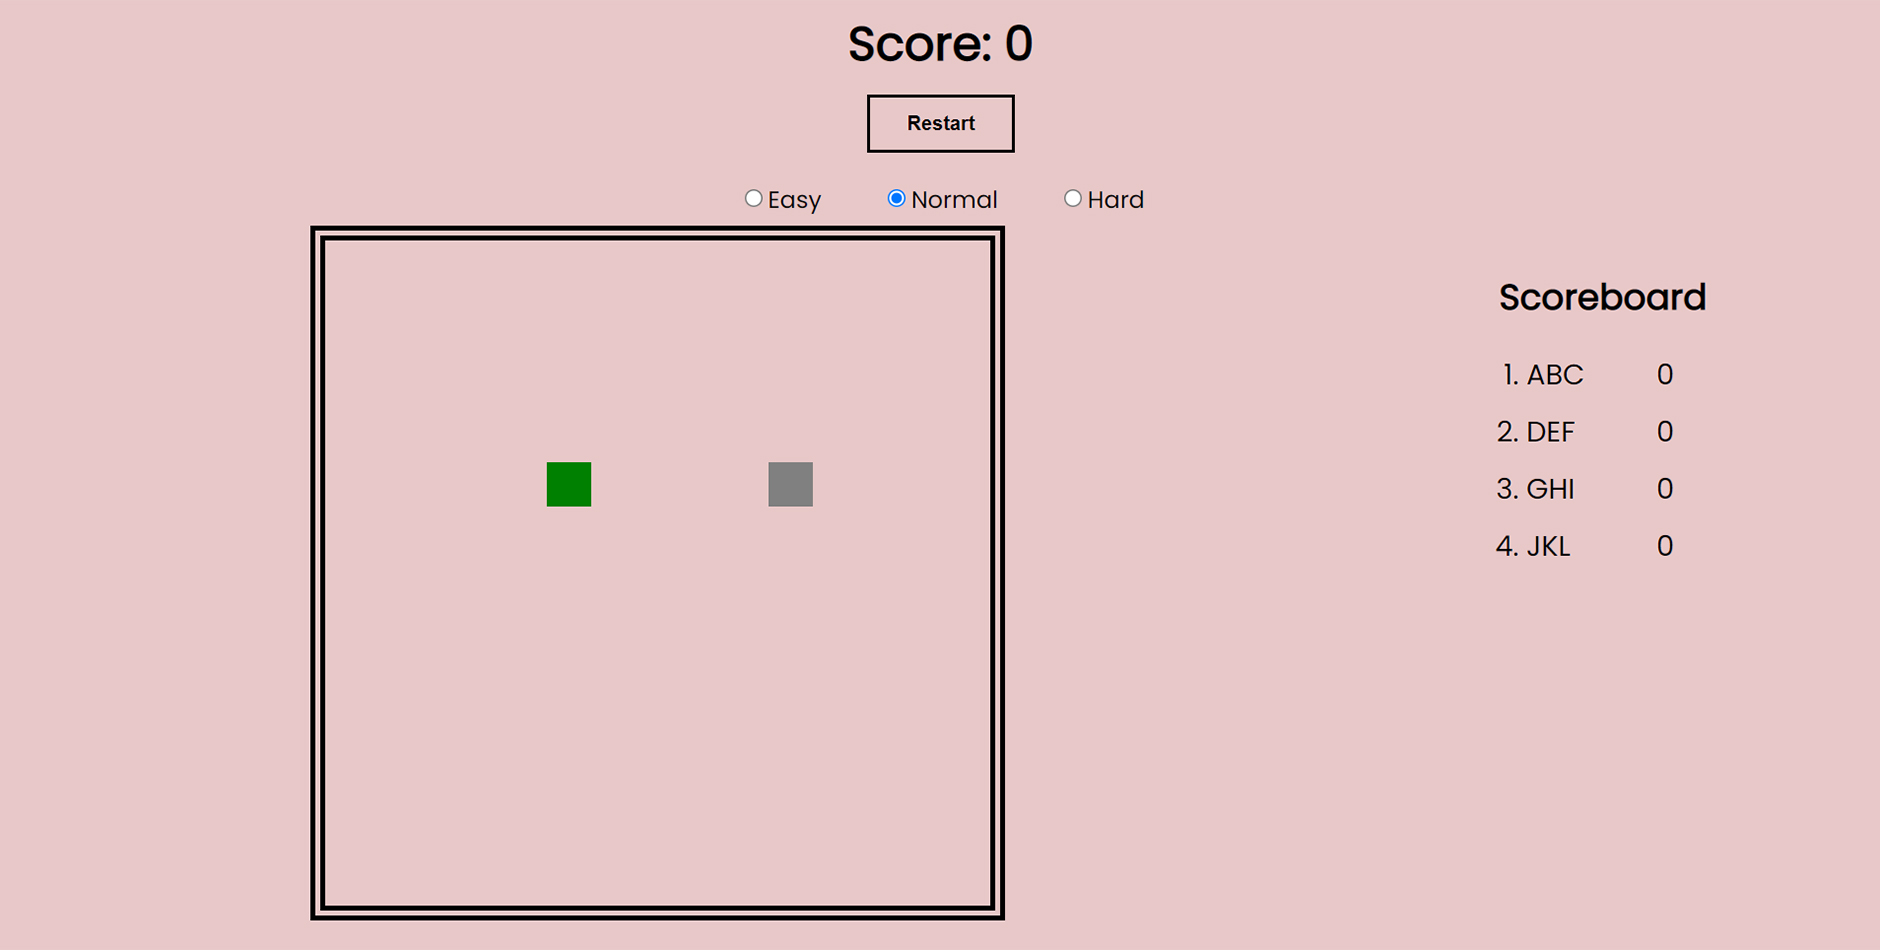 Score: 0
Restart
Easy Normal Hard
Scoreboard
1. ABC 0
2. DEF 0
3. GHI 0
4. JKL 0